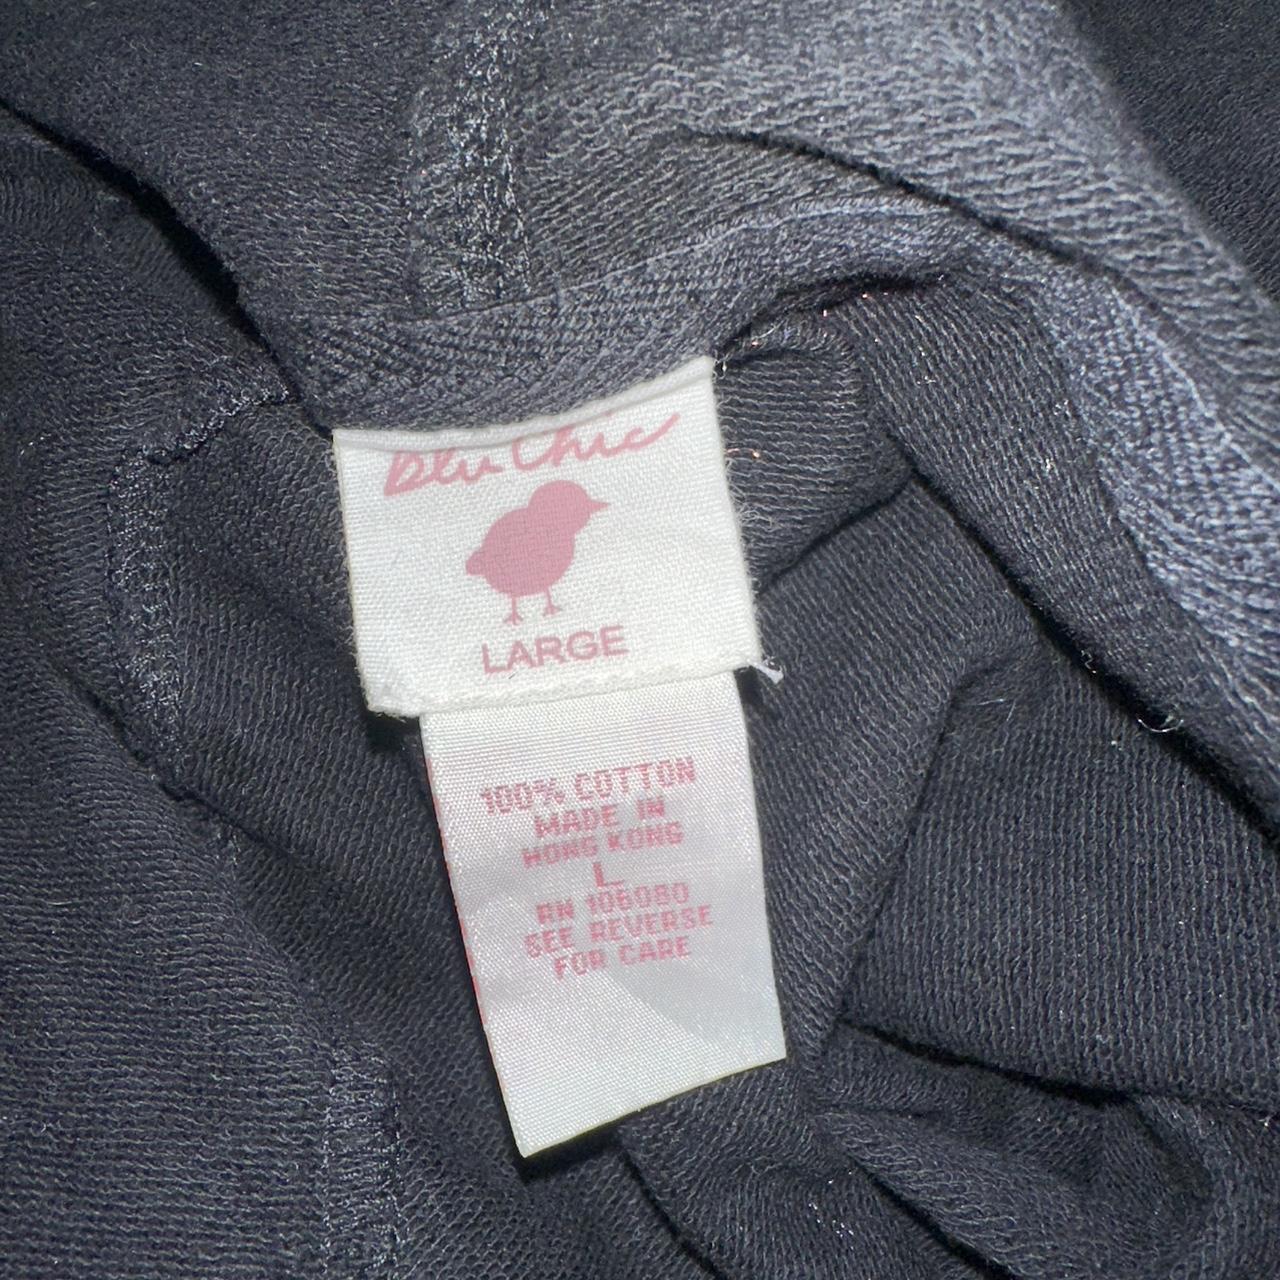 Blu Chic
LARGE
100% COTTON
MADE IN
HONG KONG
L
RN 106080
SEE REVERSE
FOR CARE